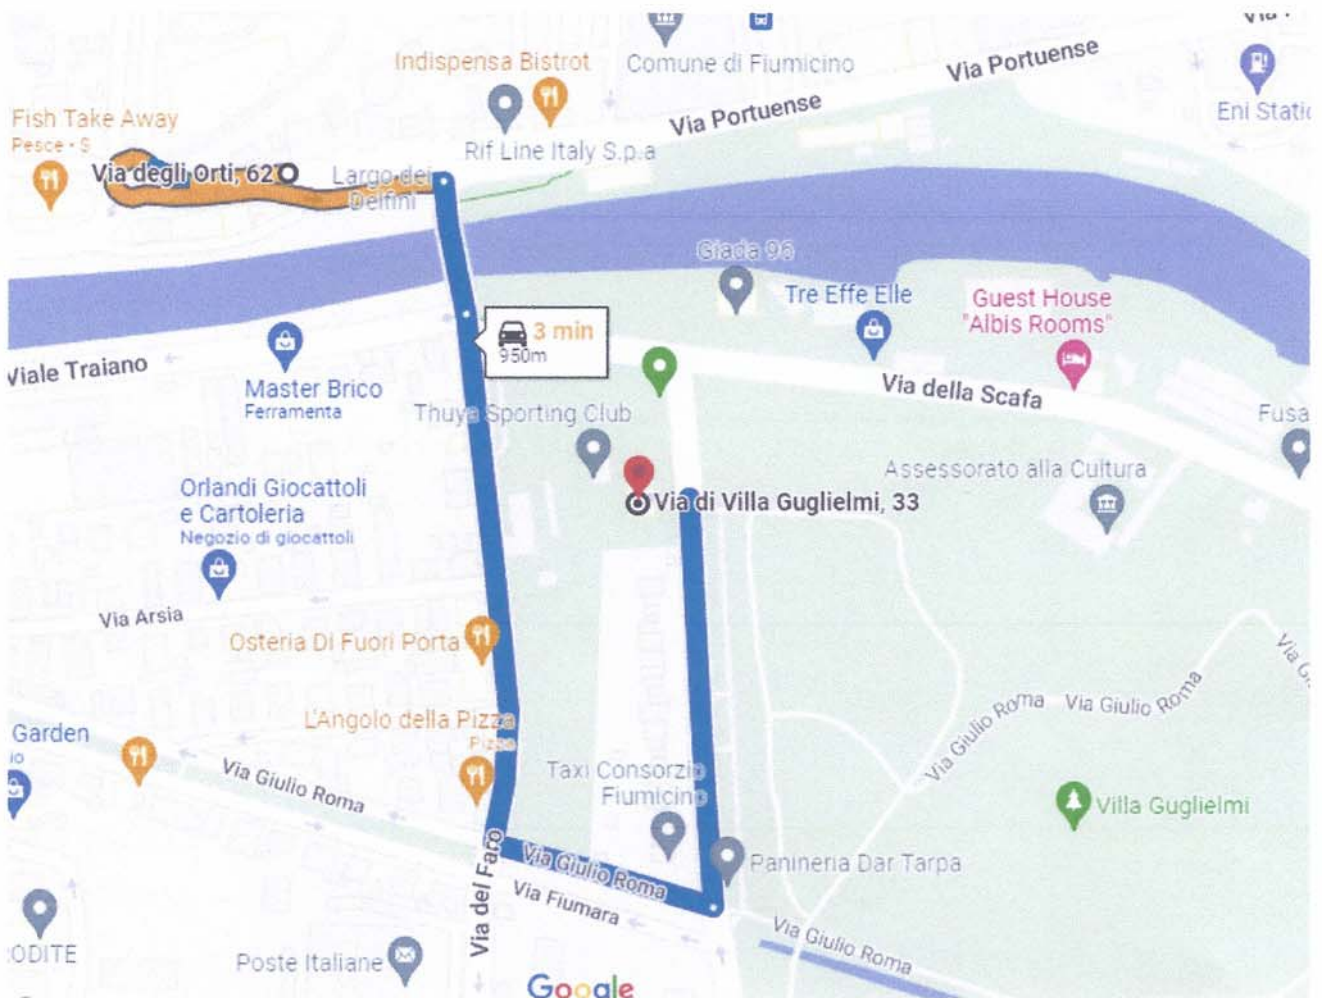 Indispensa Bistrot
Comune di Fiumicino
Via Portuense
Eni Static
Fish Take Away
Pesce • S
Via Portuense
Rif Line Italy S.p.a
Via degli Orti, 62
Largo dei
Delfini
Giada 96
Tre Effe Elle
Guest House
"Albis Rooms"
3 min
950m
Viale Traiano
Master Brico
Ferramenta
Via della Scafa
Thuya Sporting Club
Fusa
Assessorato alla Cultura
Orlandi Giocattoli
e Cartoleria
Negozio di giocattoli
Via di Villa Guglielmi, 33
Via Arsia
Osteria Di Fuori Porta
Via G
Via Giulio Roma
Via Giulio Roma
L'Angolo della Pizza
Pizza
Garden
io
Via Giulio Roma
Taxi Consorzio
Fiumicino
Villa Guglielmi
Via del Faro
Via Giulio Roma
Panineria Dar Tarpa
Via Fiumara
Via Giulio Roma
ODITE
Poste Italiane
Google